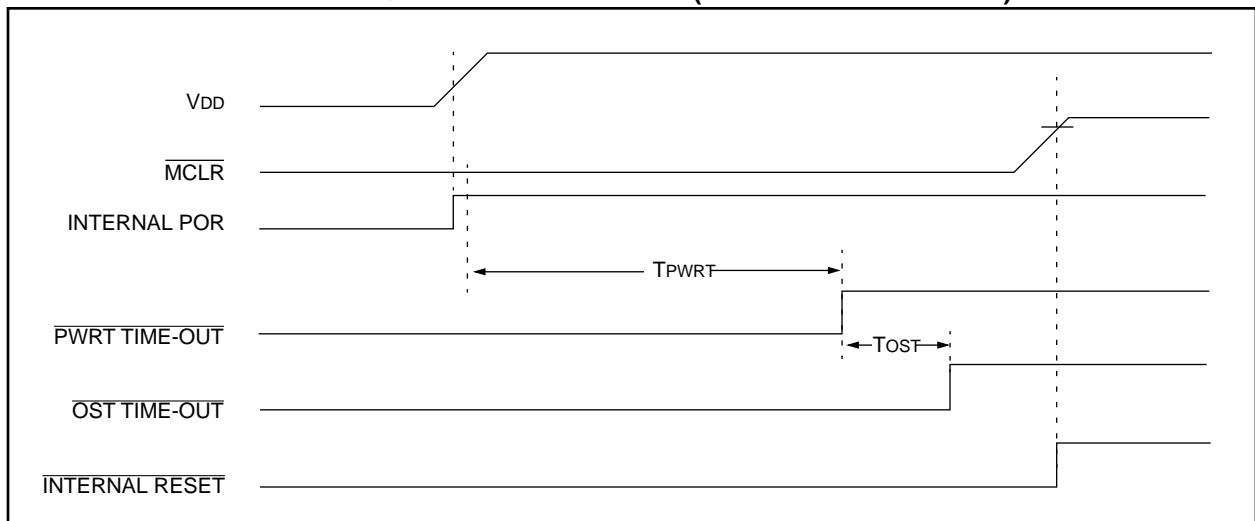 VDD
MCLR
INTERNAL POR
TPWRT
PWRT TIME-OUT
TOST
OST TIME-OUT
INTERNAL RESET